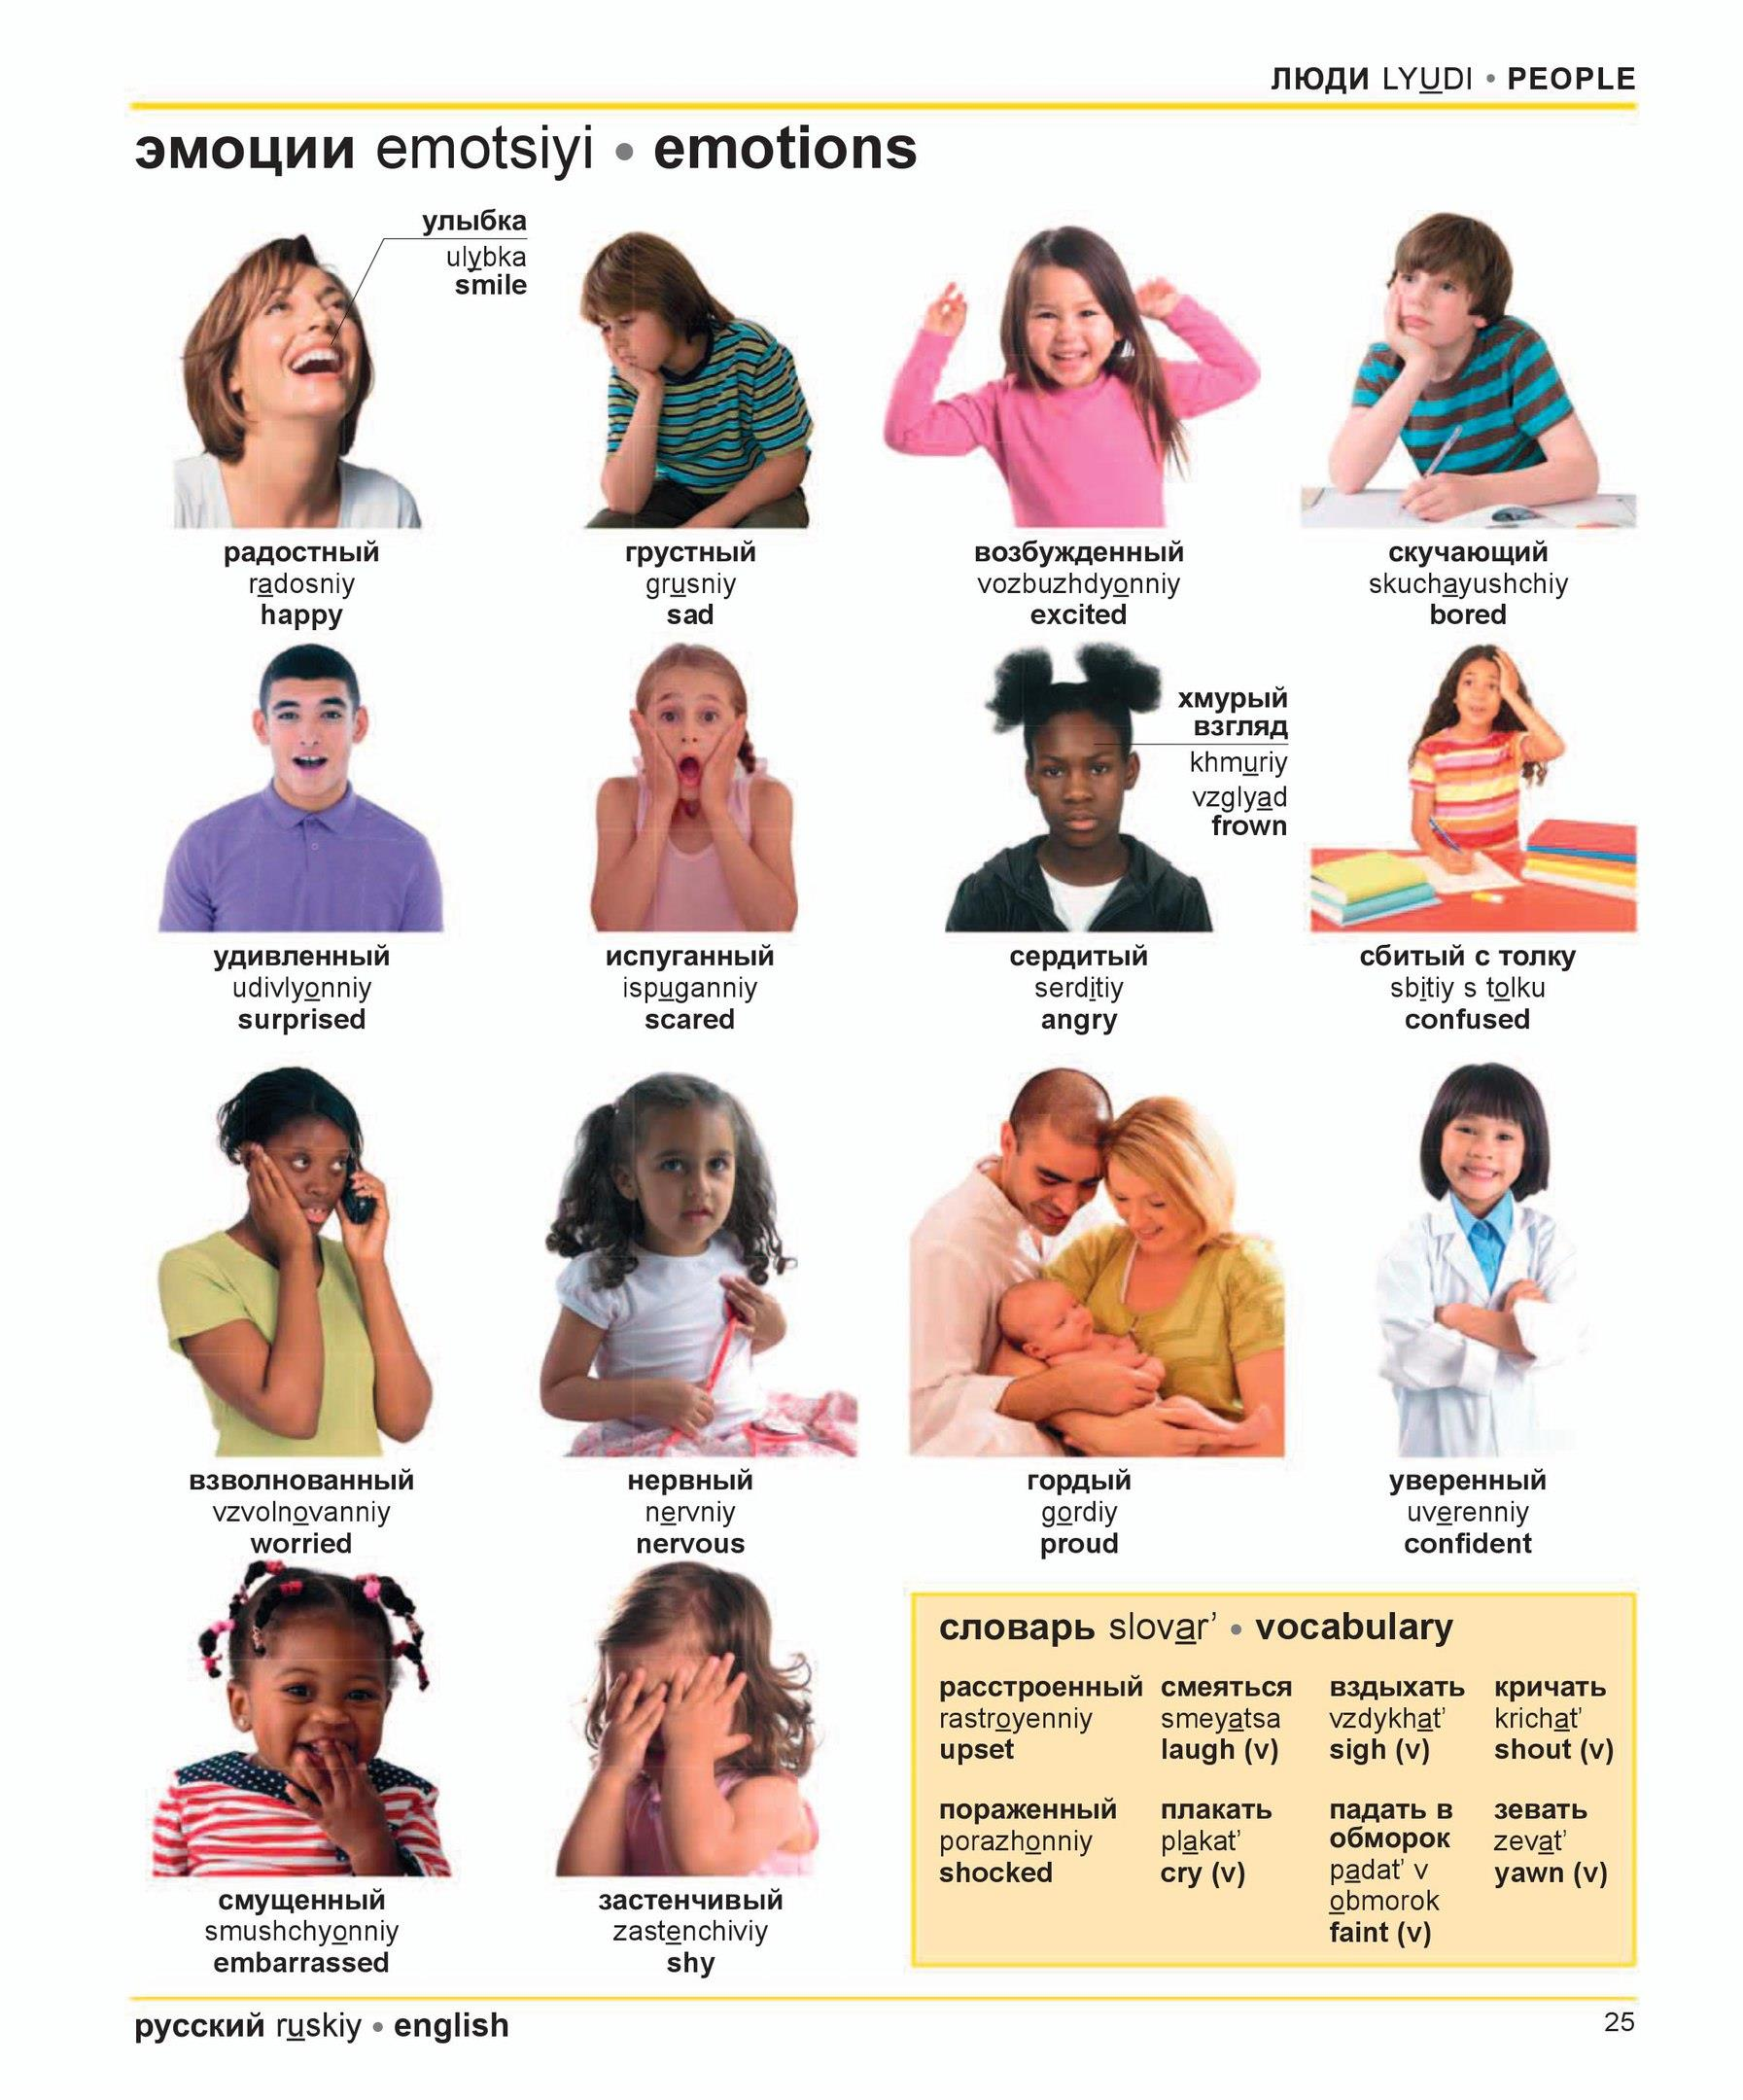 ЛЮДИ LYUDI • PEOPLE
эмоции emotsiyi • emotions
улыбка
ulybka
smile
радостный
radosniy
happy
грустный
grusniy
sad
возбужденный
vozbuzhdyonniy
excited
скучающий
skuchayushchiy
bored
хмурый
взгляд
khmuriy
vzglyad
frown
удивленный
udivlyonniy
surprised
испуганный
ispuganniy
scared
сердитый
serditiy
angry
сбитый с толку
sbitiy s tolku
confused
взволнованный
vzvolnovanniy
worried
нервный
nervniy
nervous
гордый
gordiy
proud
уверенный
uverenniy
confident
смущенный
smushchyonniy
embarrassed
застенчивый
zastenchiviy
shy
словарь slovar’ • vocabulary
расстроенный
rastroyenniy
upset
смеяться
smeyatsa
laugh (v)
вздыхать
vzdykhat’
sigh (v)
кричать
krichat’
shout (v)
пораженный
porazhonniy
shocked
плакать
plakat’
cry (v)
падать в
обморок
padat’ v
obmorok
faint (v)
зевать
zevat’
yawn (v)
русский ruskiy • english
25